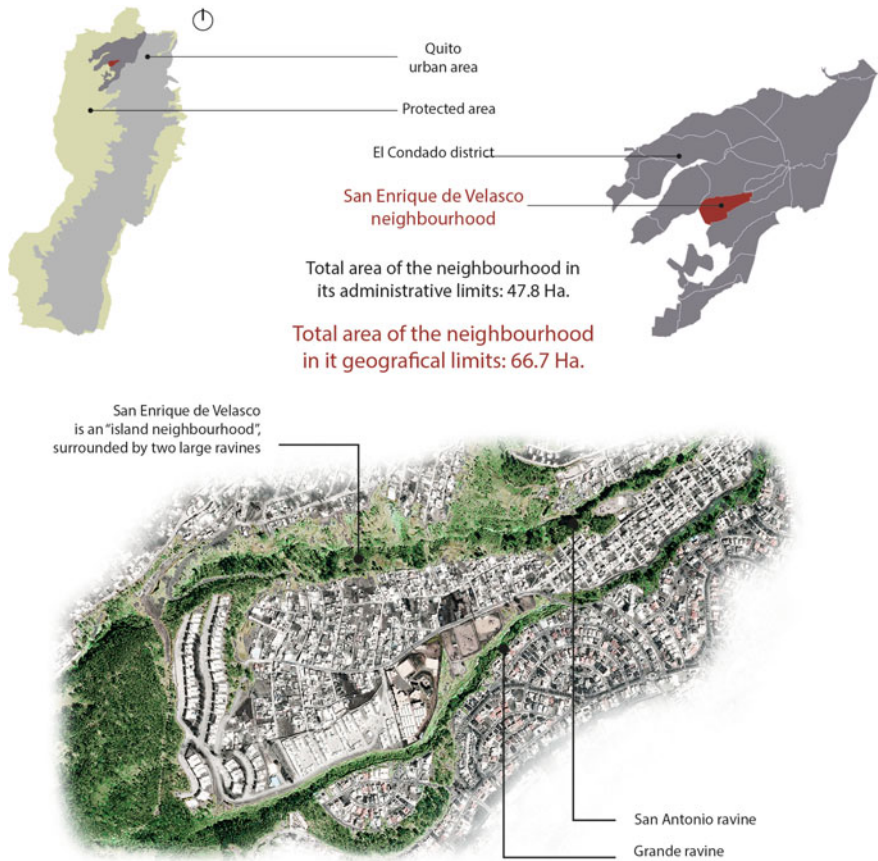 Quito
urban area
Protected area
El Condado district
San Enrique de Velasco
neighbourhood
Total area of the neighbourhood in
its administrative limits: 47.8 Ha.
Total area of the neighbourhood
in it geografical limits: 66.7 Ha.
San Enrique de Velasco
is an “island neighbourhood”,
surrounded by two large ravines
San Antonio ravine
Grande ravine